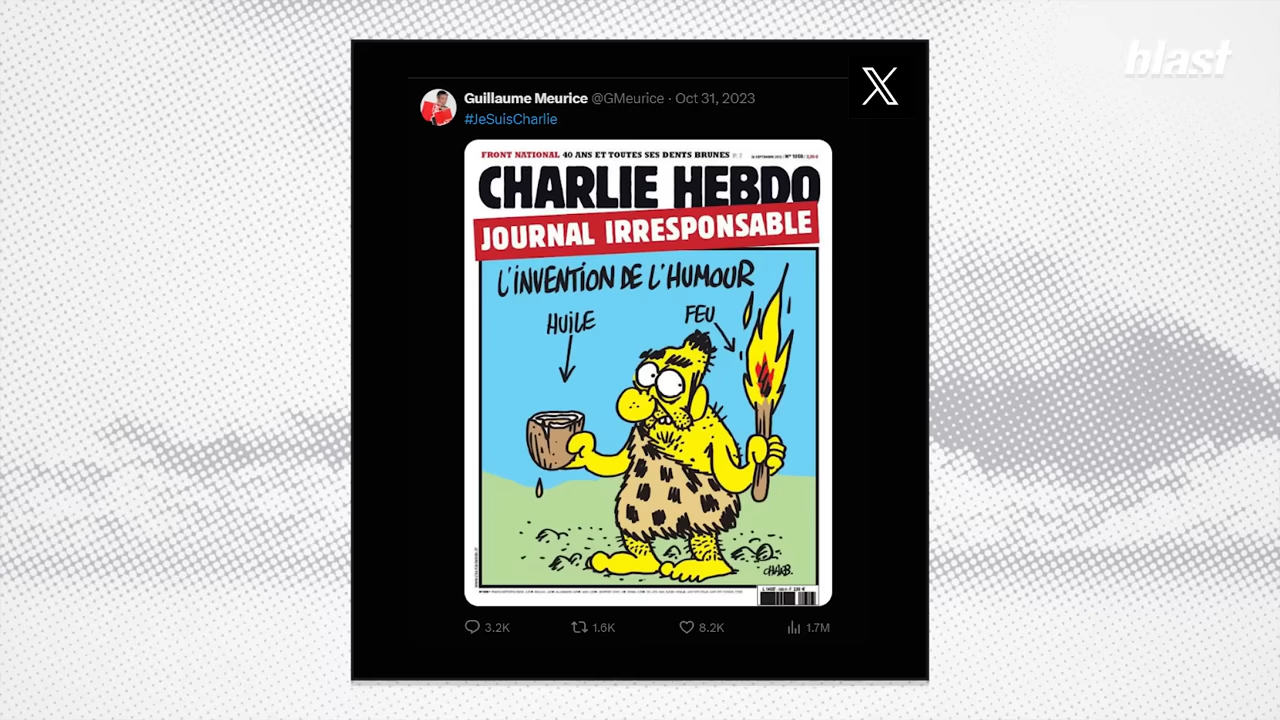 blast
Guillaume Meurice @GMeurice · Oct 31, 2023
#JeSuisCharlie
FRONT NATIONAL 40 ANS ET TOUTES SES DENTS BRUNES P. 7
CHARLIE HEBDO
JOURNAL IRRESPONSABLE
L'INVENTION DE L'HUMOUR
HUILE
FEU
CHARB.
3.2K 1.6K 8.2K 1.7M